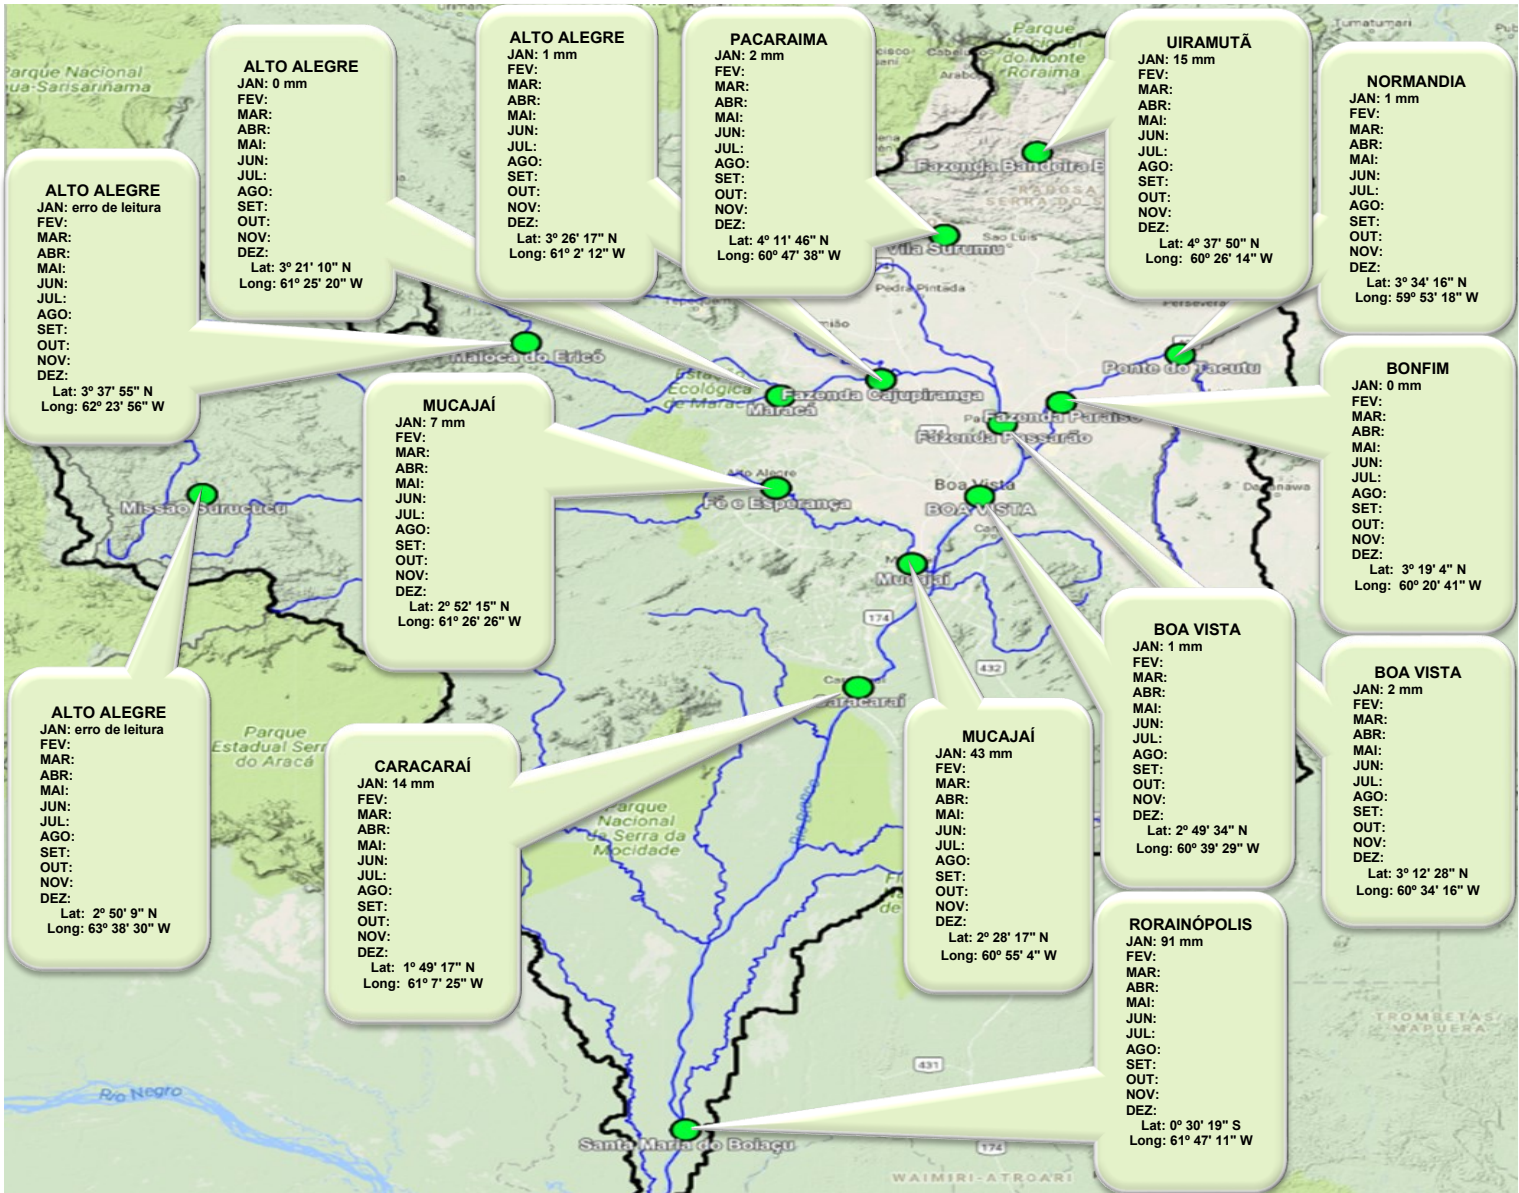 ALTO ALEGRE
JAN: erro de leitura
FEV:
MAR:
ABR:
MAI:
JUN:
JUL:
AGO:
SET:
OUT:
NOV:
DEZ:
Lat: 3º 37' 55" N
Long: 62º 23' 56" W
ALTO ALEGRE
JAN: 0 mm
FEV:
MAR:
ABR:
MAI:
JUN:
JUL:
AGO:
SET:
OUT:
NOV:
DEZ:
Lat: 3º 21' 10" N
Long: 61º 25' 20" W
ALTO ALEGRE
JAN: 1 mm
FEV:
MAR:
ABR:
MAI:
JUN:
JUL:
AGO:
SET:
OUT:
NOV:
DEZ:
Lat: 3º 26' 17" N
Long: 61º 2' 12" W
PACARAIMA
JAN: 2 mm
FEV:
MAR:
ABR:
MAI:
JUN:
JUL:
AGO:
SET:
OUT:
NOV:
DEZ:
Lat: 4º 11' 46" N
Long: 60º 47' 38" W
UIRAMUTÃ
JAN: 15 mm
FEV:
MAR:
ABR:
MAI:
JUN:
JUL:
AGO:
SET:
OUT:
NOV:
DEZ:
Lat: 4º 37' 50" N
Long: 60º 26' 14" W
NORMANDIA
JAN: 1 mm
FEV:
MAR:
ABR:
MAI:
JUN:
JUL:
AGO:
SET:
OUT:
NOV:
DEZ:
Lat: 3º 34' 16" N
Long: 59º 53' 18" W
BONFIM
JAN: 0 mm
FEV:
MAR:
ABR:
MAI:
JUN:
JUL:
AGO:
SET:
OUT:
NOV:
DEZ:
Lat: 3º 19' 4" N
Long: 60º 20' 41" W
MUCAJAÍ
JAN: 7 mm
FEV:
MAR:
ABR:
MAI:
JUN:
JUL:
AGO:
SET:
OUT:
NOV:
DEZ:
Lat: 2º 52' 15" N
Long: 61º 26' 26" W
ALTO ALEGRE
JAN: erro de leitura
FEV:
MAR:
ABR:
MAI:
JUN:
JUL:
AGO:
SET:
OUT:
NOV:
DEZ:
Lat: 2º 50' 9" N
Long: 63º 38' 30" W
CARACARAÍ
JAN: 14 mm
FEV:
MAR:
ABR:
MAI:
JUN:
JUL:
AGO:
SET:
OUT:
NOV:
DEZ:
Lat: 1º 49' 17" N
Long: 61º 7' 25" W
MUCAJAÍ
JAN: 43 mm
FEV:
MAR:
ABR:
MAI:
JUN:
JUL:
AGO:
SET:
OUT:
NOV:
DEZ:
Lat: 2º 28' 17" N
Long: 60º 55' 4" W
BOA VISTA
JAN: 1 mm
FEV:
MAR:
ABR:
MAI:
JUN:
JUL:
AGO:
SET:
OUT:
NOV:
DEZ:
Lat: 2º 49' 34" N
Long: 60º 39' 29" W
BOA VISTA
JAN: 2 mm
FEV:
MAR:
ABR:
MAI:
JUN:
JUL:
AGO:
SET:
OUT:
NOV:
DEZ:
Lat: 3º 12' 28" N
Long: 60º 34' 16" W
RORAINÓPOLIS
JAN: 91 mm
FEV:
MAR:
ABR:
MAI:
JUN:
JUL:
AGO:
SET:
OUT:
NOV:
DEZ:
Lat: 0º 30' 19" S
Long: 61º 47' 11" W
Parque Nacional
Parque
Nacional
do Monte
Roraima
Tumatumari
Fazenda Bandeira B
Vila Surumu
São Luís
Pedra Pintada
Maloca do Ericó
Maracá
Fazenda Cajupiranga
Ponte do Tacutu
Fazenda Paraíso
Fazenda Passarão
Missão Surucucu
Alto Alegre
Fé e Esperança
Boa Vista
BOA VISTA
Mucajaí
174
432
Caracaraí
Parque
Estadual Serra
do Aracá
Parque
Nacional
da Serra da
Mocidade
Rio Branco
Rio Negro
431
174
Santa Maria do Boiaçu
TROMBETAS/
MAPUERA
WAIMIRI-ATROARI